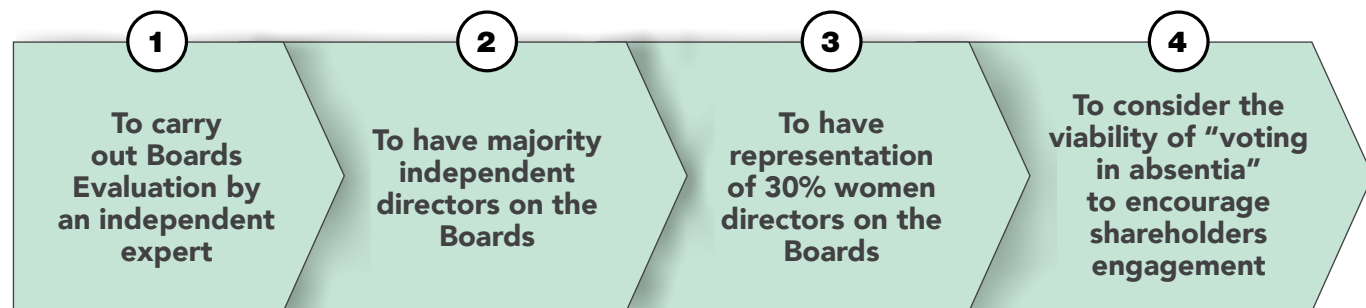 1
To carry
out Boards
Evaluation by
an independent
expert
2
To have majority
independent
directors on the
Boards
3
To have
representation
of 30% women
directors on the
Boards
4
To consider the
viability of “voting
in absentia”
to encourage
shareholders
engagement